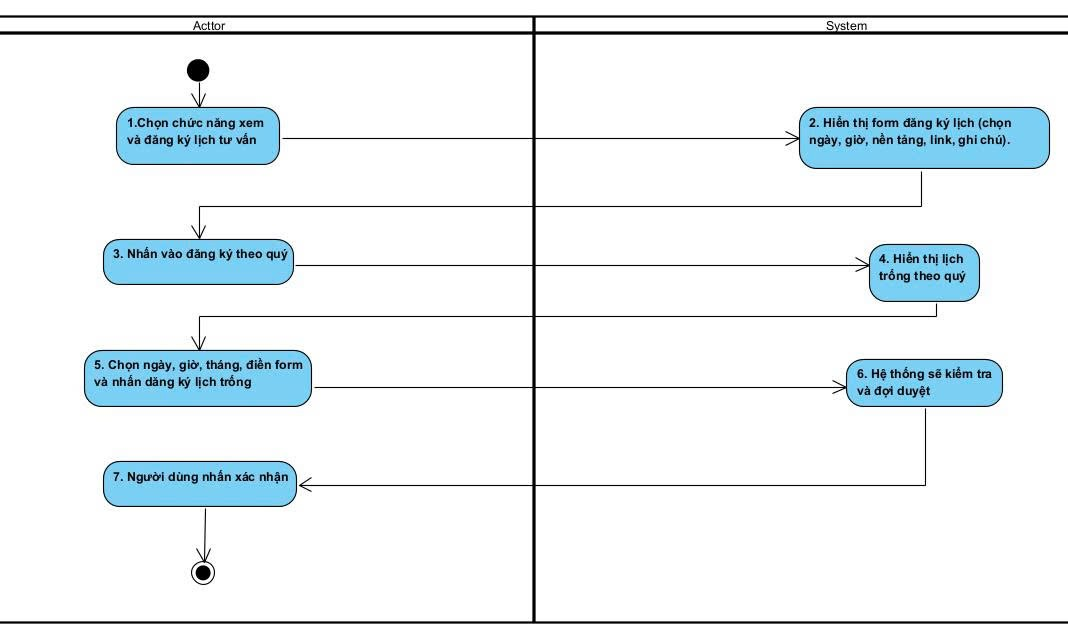 Acttor
System
1.Chọn chức năng xem
và đăng ký lịch tư vấn
2. Hiển thị form đăng ký lịch (chọn
ngày, giờ, nền tảng, link, ghi chú).
3. Nhấn vào đăng ký theo quý
4. Hiển thị lịch
trống theo quý
5. Chọn ngày, giờ, tháng, điền form
và nhấn dăng ký lịch trống
6. Hệ thống sẽ kiểm tra
và đợi duyệt
7. Người dùng nhấn xác nhận